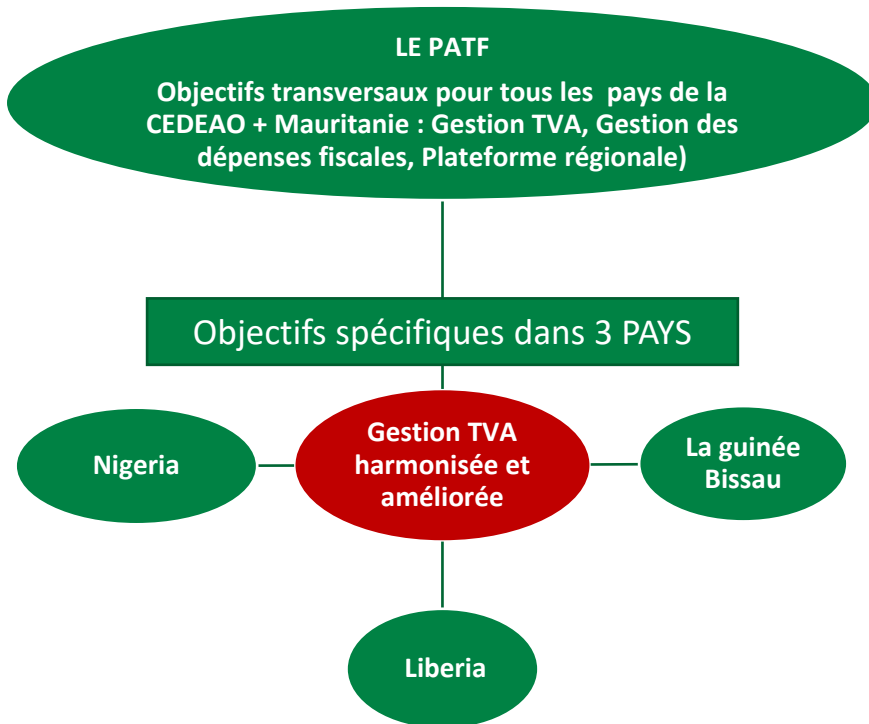 LE PATF
Objectifs transversaux pour tous les pays de la
CEDEAO + Mauritanie : Gestion TVA, Gestion des
dépenses fiscales, Plateforme régionale)
Objectifs spécifiques dans 3 PAYS
Nigeria
Gestion TVA
harmonisée et
améliorée
La guinée
Bissau
Liberia